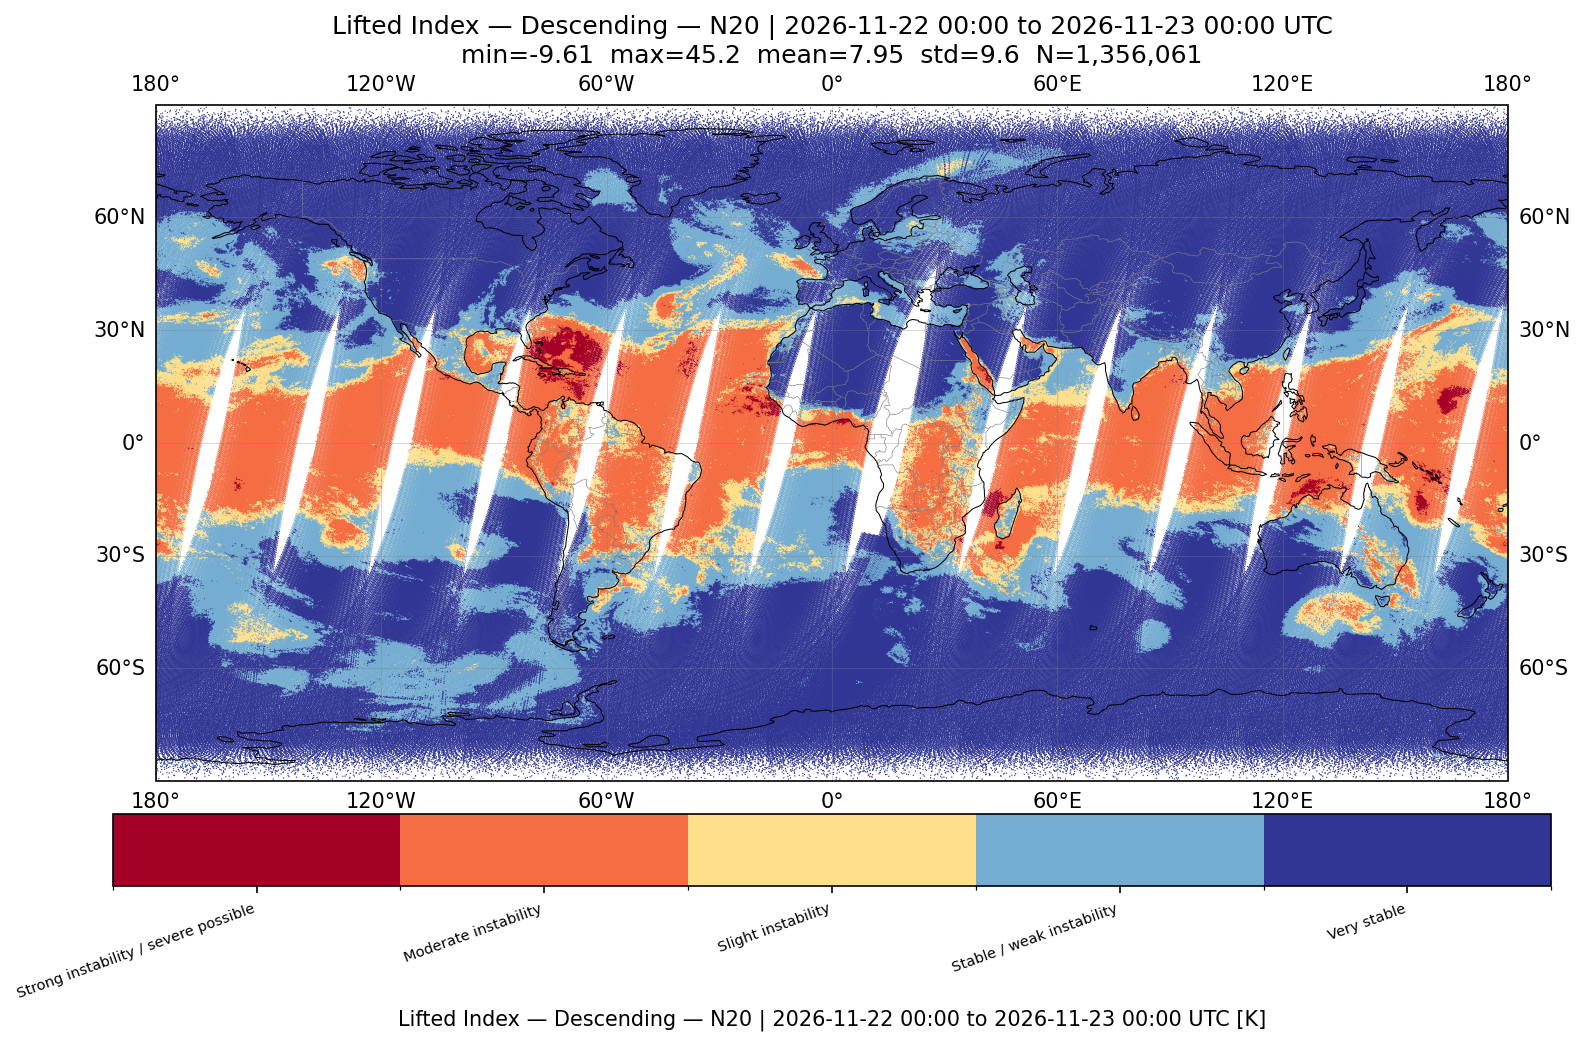 Lifted Index — Descending — N20 | 2026-11-22 00:00 to 2026-11-23 00:00 UTC
min=-9.61 max=45.2 mean=7.95 std=9.6 N=1,356,061
180° 120°W 60°W 0° 60°E 120°E 180°
60°N 60°N
30°N 30°N
0° 0°
30°S 30°S
60°S 60°S
180° 120°W 60°W 0° 60°E 120°E 180°
Strong instability / severe possible
Moderate instability
Slight instability
Stable / weak instability
Very stable
Lifted Index — Descending — N20 | 2026-11-22 00:00 to 2026-11-23 00:00 UTC [K]